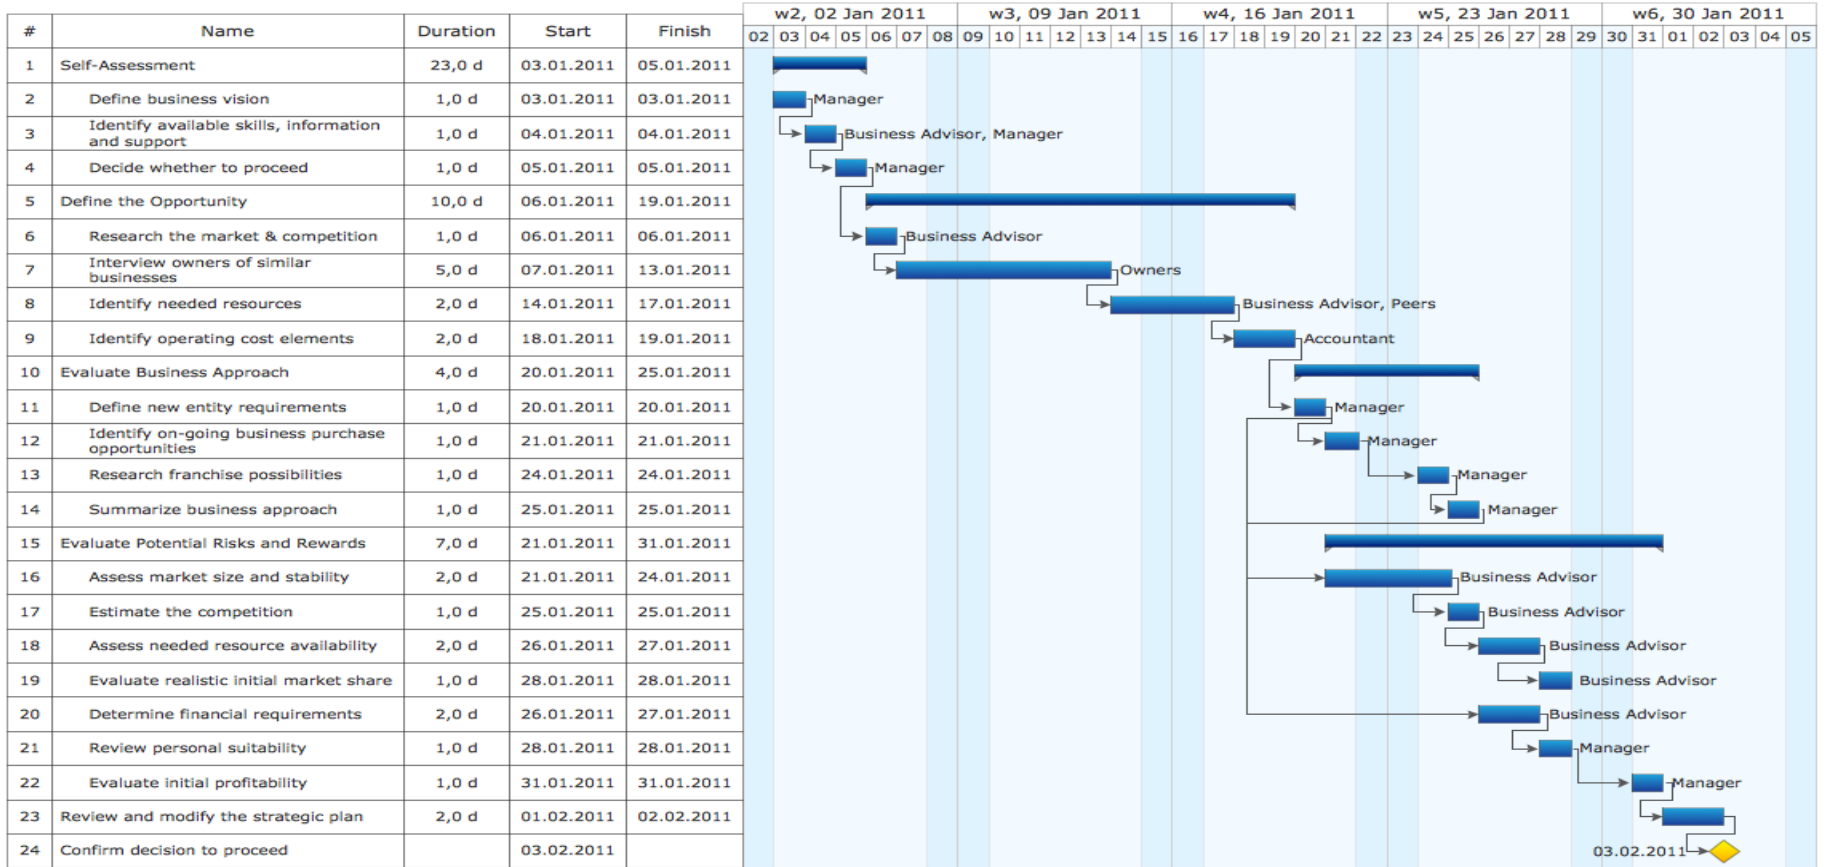 w2, 02 Jan 2011 w3, 09 Jan 2011 w4, 16 Jan 2011 w5, 23 Jan 2011 w6, 30 Jan 2011
# Name Duration Start Finish 02 03 04 05 06 07 08 09 10 11 12 13 14 15 16 17 18 19 20 21 22 23 24 25 26 27 28 29 30 31 01 02 03 04 05
1 Self-Assessment 23,0 d 03.01.2011 05.01.2011
2 Define business vision 1,0 d 03.01.2011 03.01.2011 Manager
3 Identify available skills, information
and support 1,0 d 04.01.2011 04.01.2011 Business Advisor, Manager
4 Decide whether to proceed 1,0 d 05.01.2011 05.01.2011 Manager
5 Define the Opportunity 10,0 d 06.01.2011 19.01.2011
6 Research the market & competition 1,0 d 06.01.2011 06.01.2011 Business Advisor
7 Interview owners of similar
businesses 5,0 d 07.01.2011 13.01.2011 Owners
8 Identify needed resources 2,0 d 14.01.2011 17.01.2011 Business Advisor, Peers
9 Identify operating cost elements 2,0 d 18.01.2011 19.01.2011 Accountant
10 Evaluate Business Approach 4,0 d 20.01.2011 25.01.2011
11 Define new entity requirements 1,0 d 20.01.2011 20.01.2011 Manager
12 Identify on-going business purchase
opportunities 1,0 d 21.01.2011 21.01.2011 Manager
13 Research franchise possibilities 1,0 d 24.01.2011 24.01.2011 Manager
14 Summarize business approach 1,0 d 25.01.2011 25.01.2011 Manager
15 Evaluate Potential Risks and Rewards 7,0 d 21.01.2011 31.01.2011
16 Assess market size and stability 2,0 d 21.01.2011 24.01.2011 Business Advisor
17 Estimate the competition 1,0 d 25.01.2011 25.01.2011 Business Advisor
18 Assess needed resource availability 2,0 d 26.01.2011 27.01.2011 Business Advisor
19 Evaluate realistic initial market share 1,0 d 28.01.2011 28.01.2011 Business Advisor
20 Determine financial requirements 2,0 d 26.01.2011 27.01.2011 Business Advisor
21 Review personal suitability 1,0 d 28.01.2011 28.01.2011 Manager
22 Evaluate initial profitability 1,0 d 31.01.2011 31.01.2011 Manager
23 Review and modify the strategic plan 2,0 d 01.02.2011 02.02.2011
24 Confirm decision to proceed 03.02.2011 03.02.2011